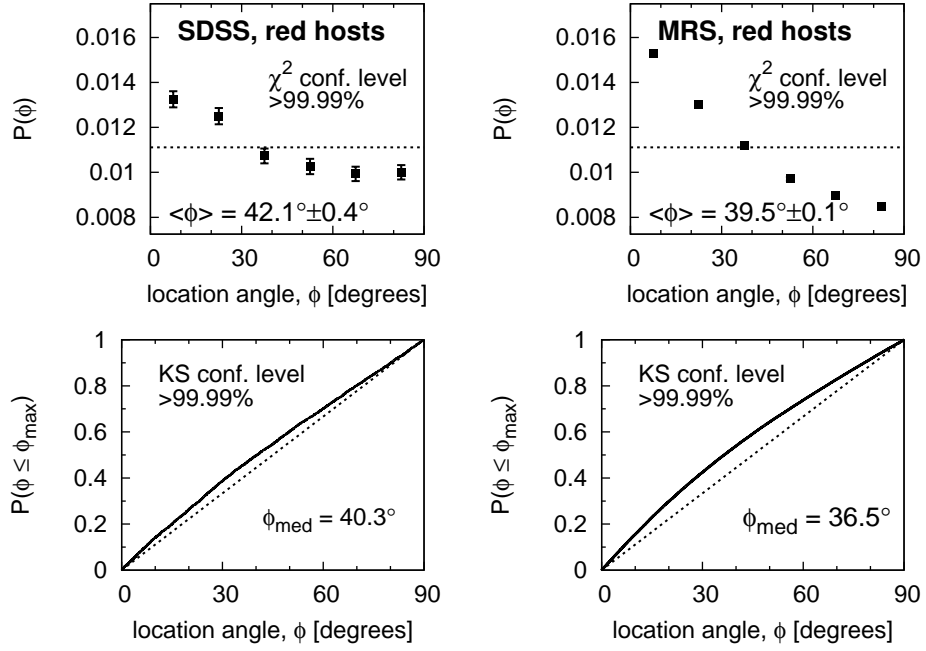 SDSS, red hosts
χ² conf. level
>99.99%
<ϕ> = 42.1°±0.4°
P(ϕ)
0.016
0.014
0.012
0.01
0.008
0 30 60 90
location angle, ϕ [degrees]
MRS, red hosts
χ² conf. level
>99.99%
<ϕ> = 39.5°±0.1°
P(ϕ)
0.016
0.014
0.012
0.01
0.008
0 30 60 90
location angle, ϕ [degrees]
KS conf. level
>99.99%
ϕmed = 40.3°
P(ϕ ≤ ϕmax)
1
0.8
0.6
0.4
0.2
0
0 30 60 90
location angle, ϕ [degrees]
KS conf. level
>99.99%
ϕmed = 36.5°
P(ϕ ≤ ϕmax)
1
0.8
0.6
0.4
0.2
0
0 30 60 90
location angle, ϕ [degrees]